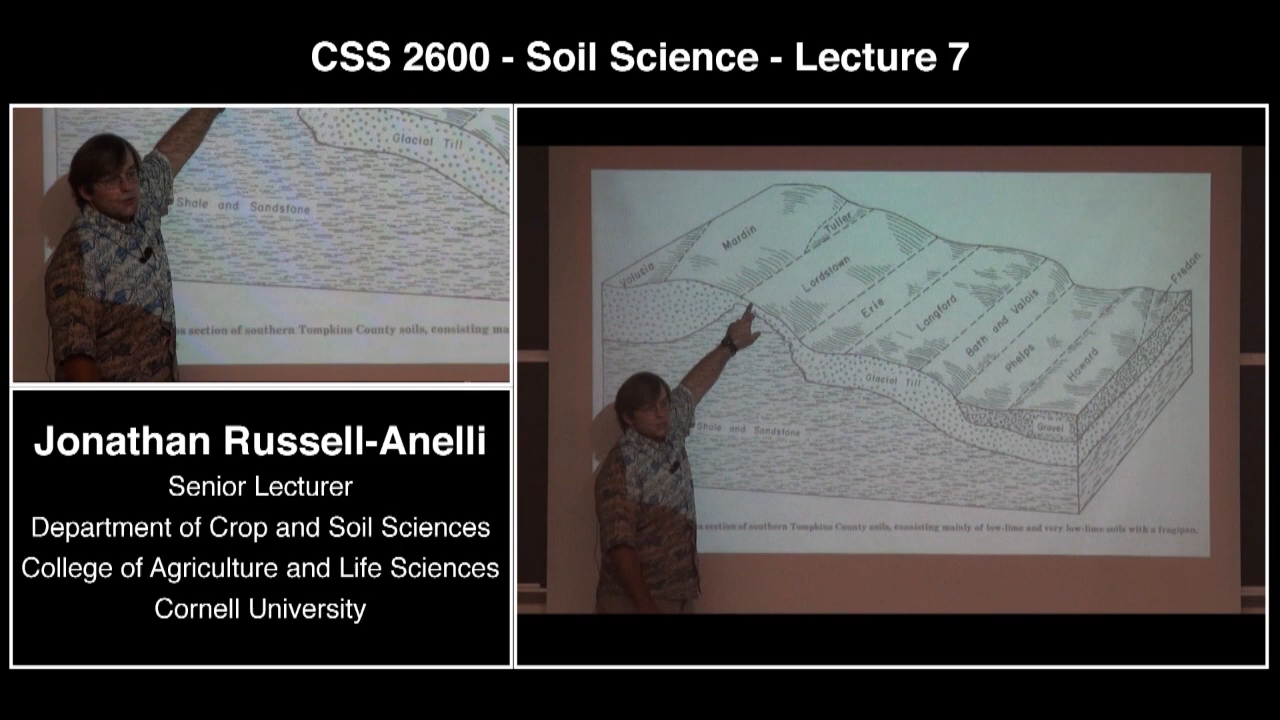 CSS 2600 - Soil Science - Lecture 7
Glacial Till
Shale and Sandstone
section of southern Tompkins County soils, consisting
Jonathan Russell-Anelli
Senior Lecturer
Department of Crop and Soil Sciences
College of Agriculture and Life Sciences
Cornell University
Volusia
Mardin
Tuller
Lordstown
Erie
Langford
Bath and Valois
Phelps
Howard
Fredon
Glacial Till
Gravel
Shale and Sandstone
section of southern Tompkins County soils, consisting mainly of low-lime and very low-lime soils with a fragipan.